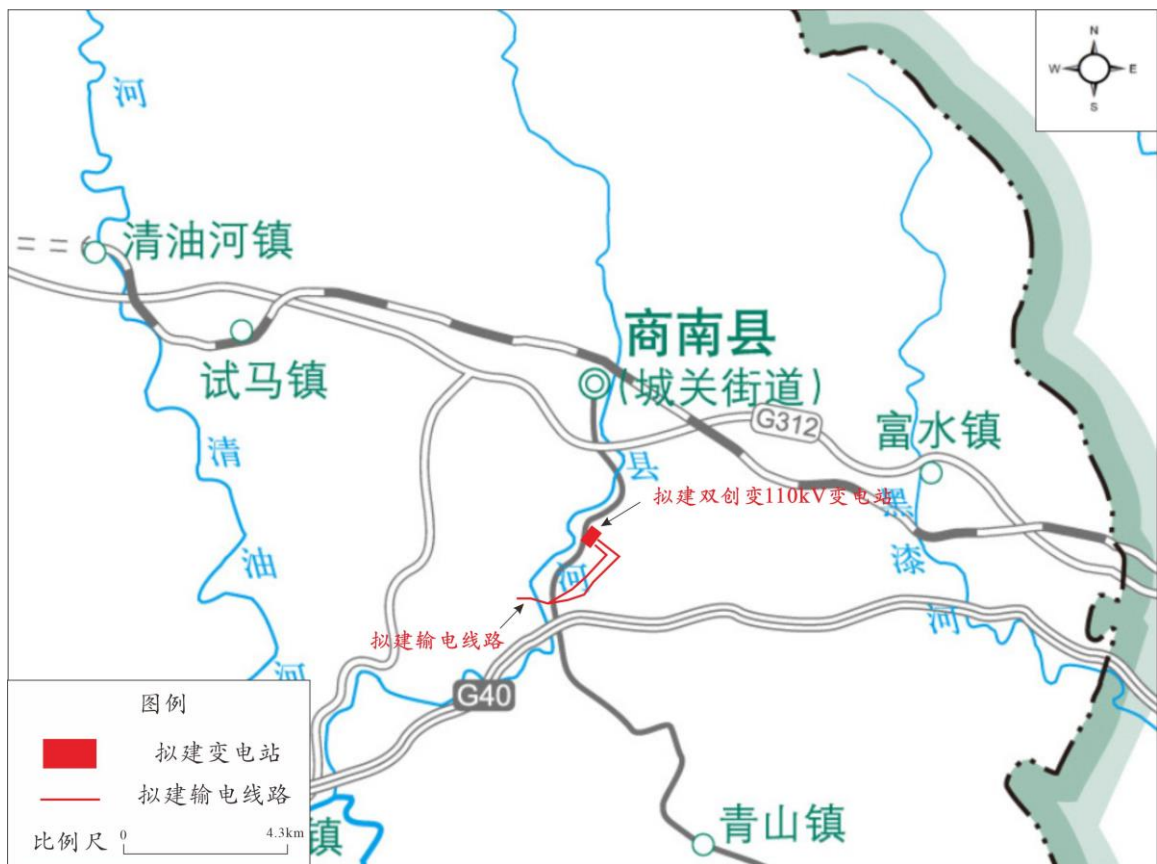 N
W E
S
河
清油河镇
试马镇
商南县
(城关街道)
G312
富水镇
清
县
拟建双创变110kV变电站
黑
漆
河
油
河
拟建输电线路
河
河
G40
图例
拟建变电站
拟建输电线路
比例尺 0 4.3km
镇
青山镇